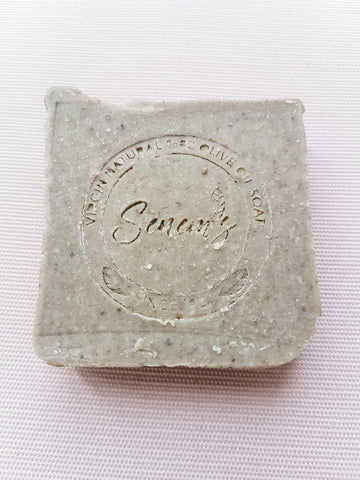 VIRGIN NATURAL OLIVE OIL SOAP
Sinem's
SINCE